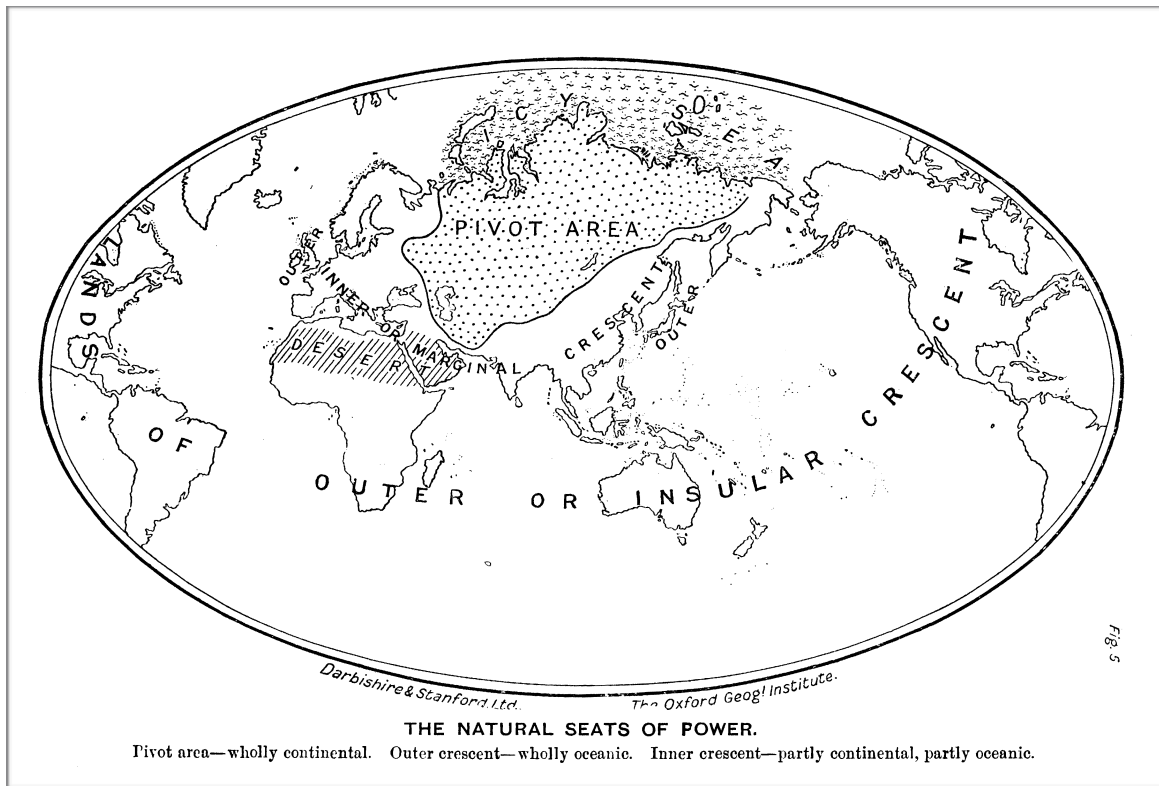 ICY SEA
PIVOT AREA
LANDS OF OUTER OR INSULAR CRESCENT
OUTER
INNER OR MARGINAL CRESCENT
OUTER
DESERT
Fig. 5
Darbishire & Stanford, Ltd.
The Oxford Geog! Institute.
THE NATURAL SEATS OF POWER.
Pivot area—wholly continental. Outer crescent—wholly oceanic. Inner crescent—partly continental, partly oceanic.